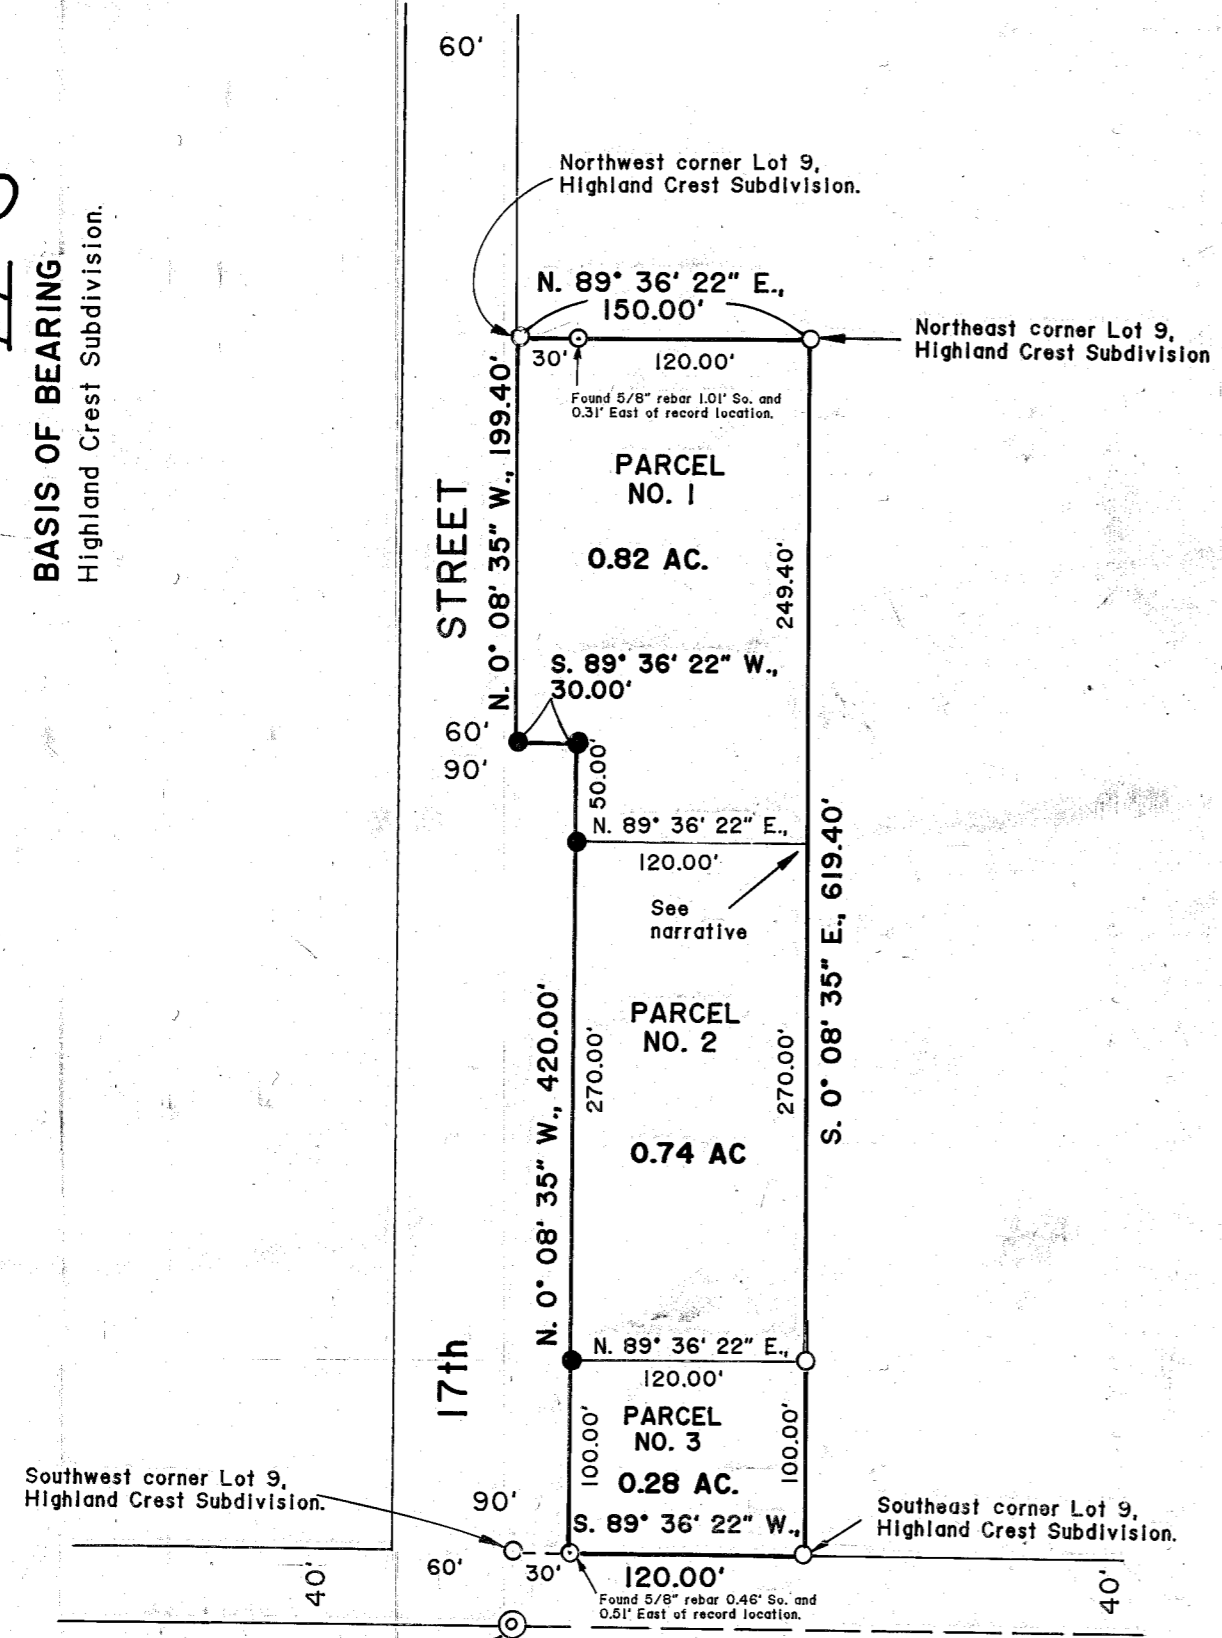 60'
Northwest corner Lot 9,
Highland Crest Subdivision.
BASIS OF BEARING
Highland Crest Subdivision.
N. 89° 36' 22" E.,
150.00'
Northeast corner Lot 9,
Highland Crest Subdivision
30'
120.00'
Found 5/8" rebar 1.01' So. and
0.31' East of record location.
N. 0° 08' 35" W., 199.40'
PARCEL
NO. 1
0.82 AC.
249.40'
STREET
S. 89° 36' 22" W.,
30.00'
60'
90'
50.00'
N. 89° 36' 22" E.,
120.00'
See
narrative
S. 0° 08' 35" E., 619.40'
N. 0° 08' 35" W., 420.00'
PARCEL
NO. 2
270.00'
270.00'
0.74 AC
17th
N. 89° 36' 22" E.,
120.00'
PARCEL
NO. 3
100.00'
100.00'
0.28 AC.
Southwest corner Lot 9,
Highland Crest Subdivision.
90'
S. 89° 36' 22" W.,
Southeast corner Lot 9,
Highland Crest Subdivision.
60'
30'
120.00'
40'
40'
Found 5/8" rebar 0.46' So. and
0.51' East of record location.